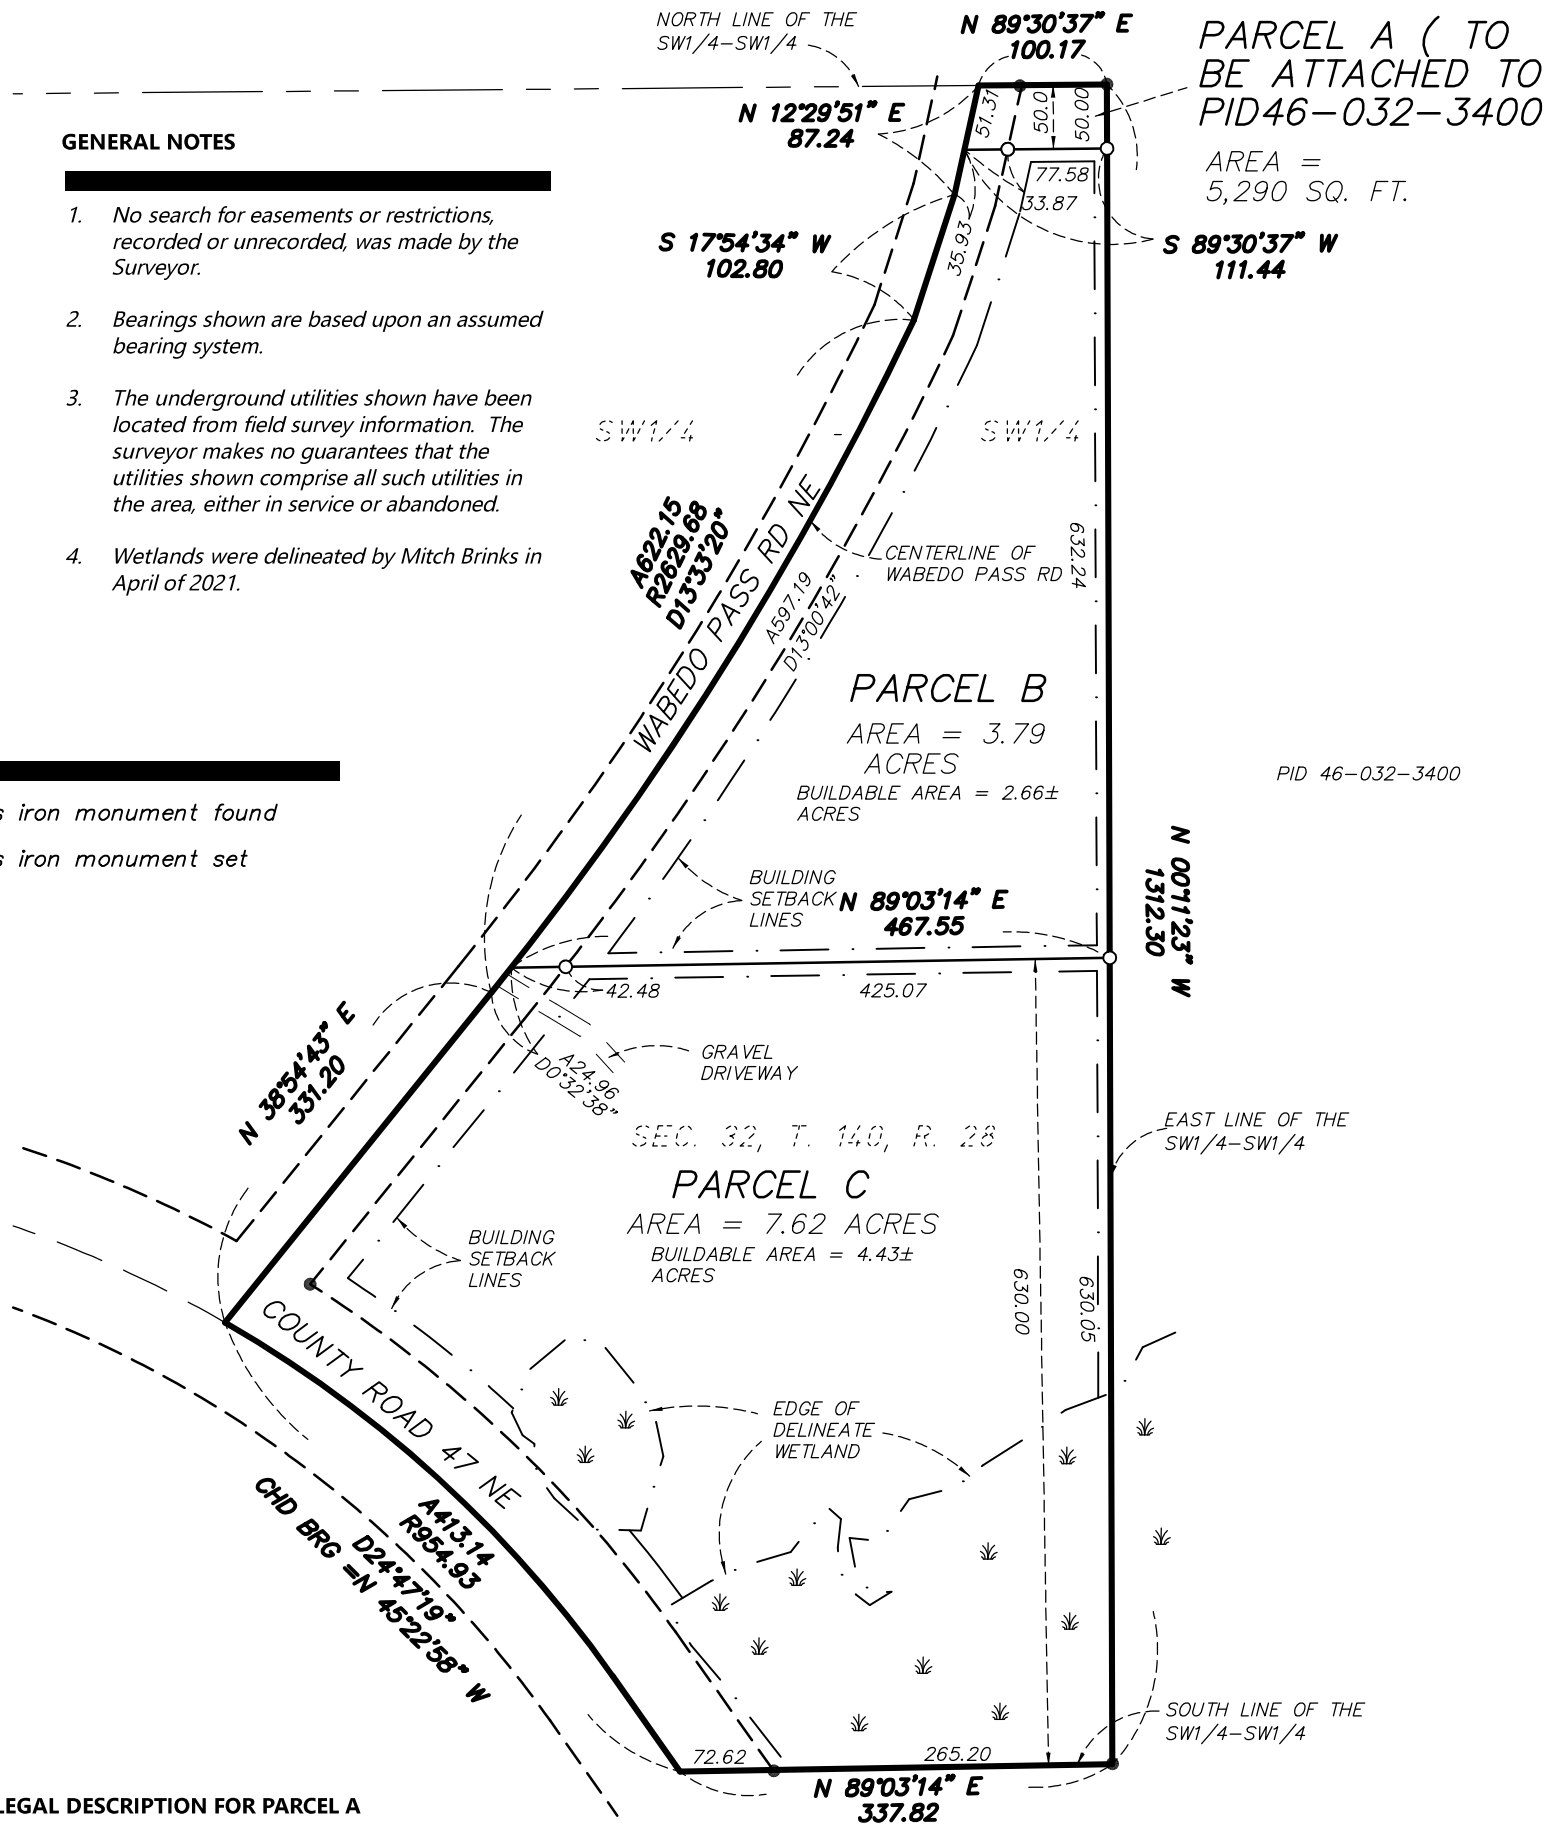 NORTH LINE OF THE
SW1/4-SW1/4
N 89°30'37" E
100.17
PARCEL A ( TO
BE ATTACHED TO
PID46-032-3400
AREA =
5,290 SQ. FT.
N 12°29'51" E
87.24
51.31
50.0
50.00
77.58
33.87
35.93
S 17°54'34" W
102.80
S 89°30'37" W
111.44
GENERAL NOTES
1. No search for easements or restrictions,
recorded or unrecorded, was made by the
Surveyor.
2. Bearings shown are based upon an assumed
bearing system.
3. The underground utilities shown have been
located from field survey information. The
surveyor makes no guarantees that the
utilities shown comprise all such utilities in
the area, either in service or abandoned.
4. Wetlands were delineated by Mitch Brinks in
April of 2021.
SW1/4 - SW1/4
A622.15
R2629.68
D13°33'20"
WABEDO PASS RD NE
A597.19
D13°00'42"
CENTERLINE OF
WABEDO PASS RD
632.24
PARCEL B
AREA = 3.79
ACRES
BUILDABLE AREA = 2.66±
ACRES
PID 46-032-3400
s iron monument found
s iron monument set
BUILDING
SETBACK
LINES
N 89°03'14" E
467.55
N 00°11'23" W
1312.30
42.48
425.07
N 38°54'43" E
331.20
A24.96
D0°32'38"
GRAVEL
DRIVEWAY
EAST LINE OF THE
SW1/4-SW1/4
SEC. 32, T. 140, R. 28
PARCEL C
AREA = 7.62 ACRES
BUILDABLE AREA = 4.43±
ACRES
BUILDING
SETBACK
LINES
630.00
630.05
COUNTY ROAD 47 NE
EDGE OF
DELINEATE
WETLAND
A413.14
R954.93
D24°47'19"
CHD BRG =N 45°22'58" W
SOUTH LINE OF THE
SW1/4-SW1/4
72.62
265.20
N 89°03'14" E
337.82
LEGAL DESCRIPTION FOR PARCEL A